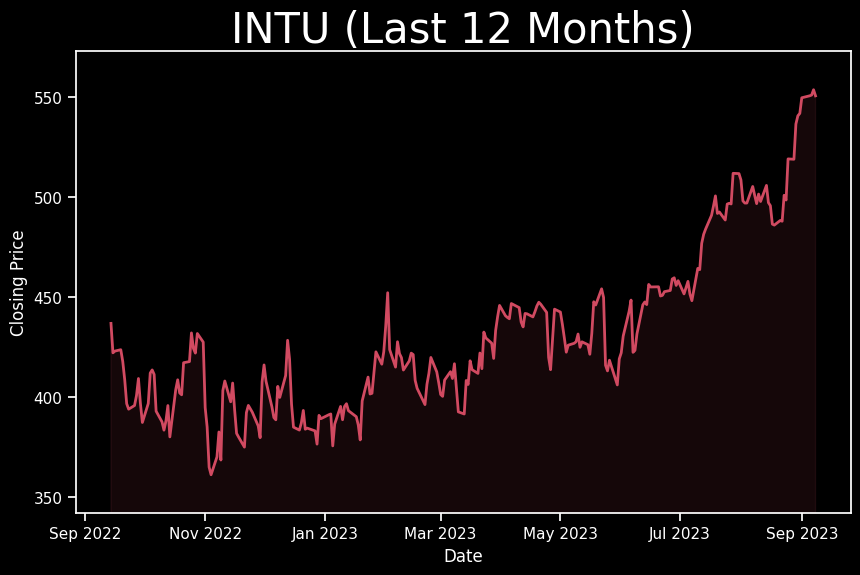 INTU (Last 12 Months)
Closing Price
550
500
450
400
350
Sep 2022 Nov 2022 Jan 2023 Mar 2023 May 2023 Jul 2023 Sep 2023
Date